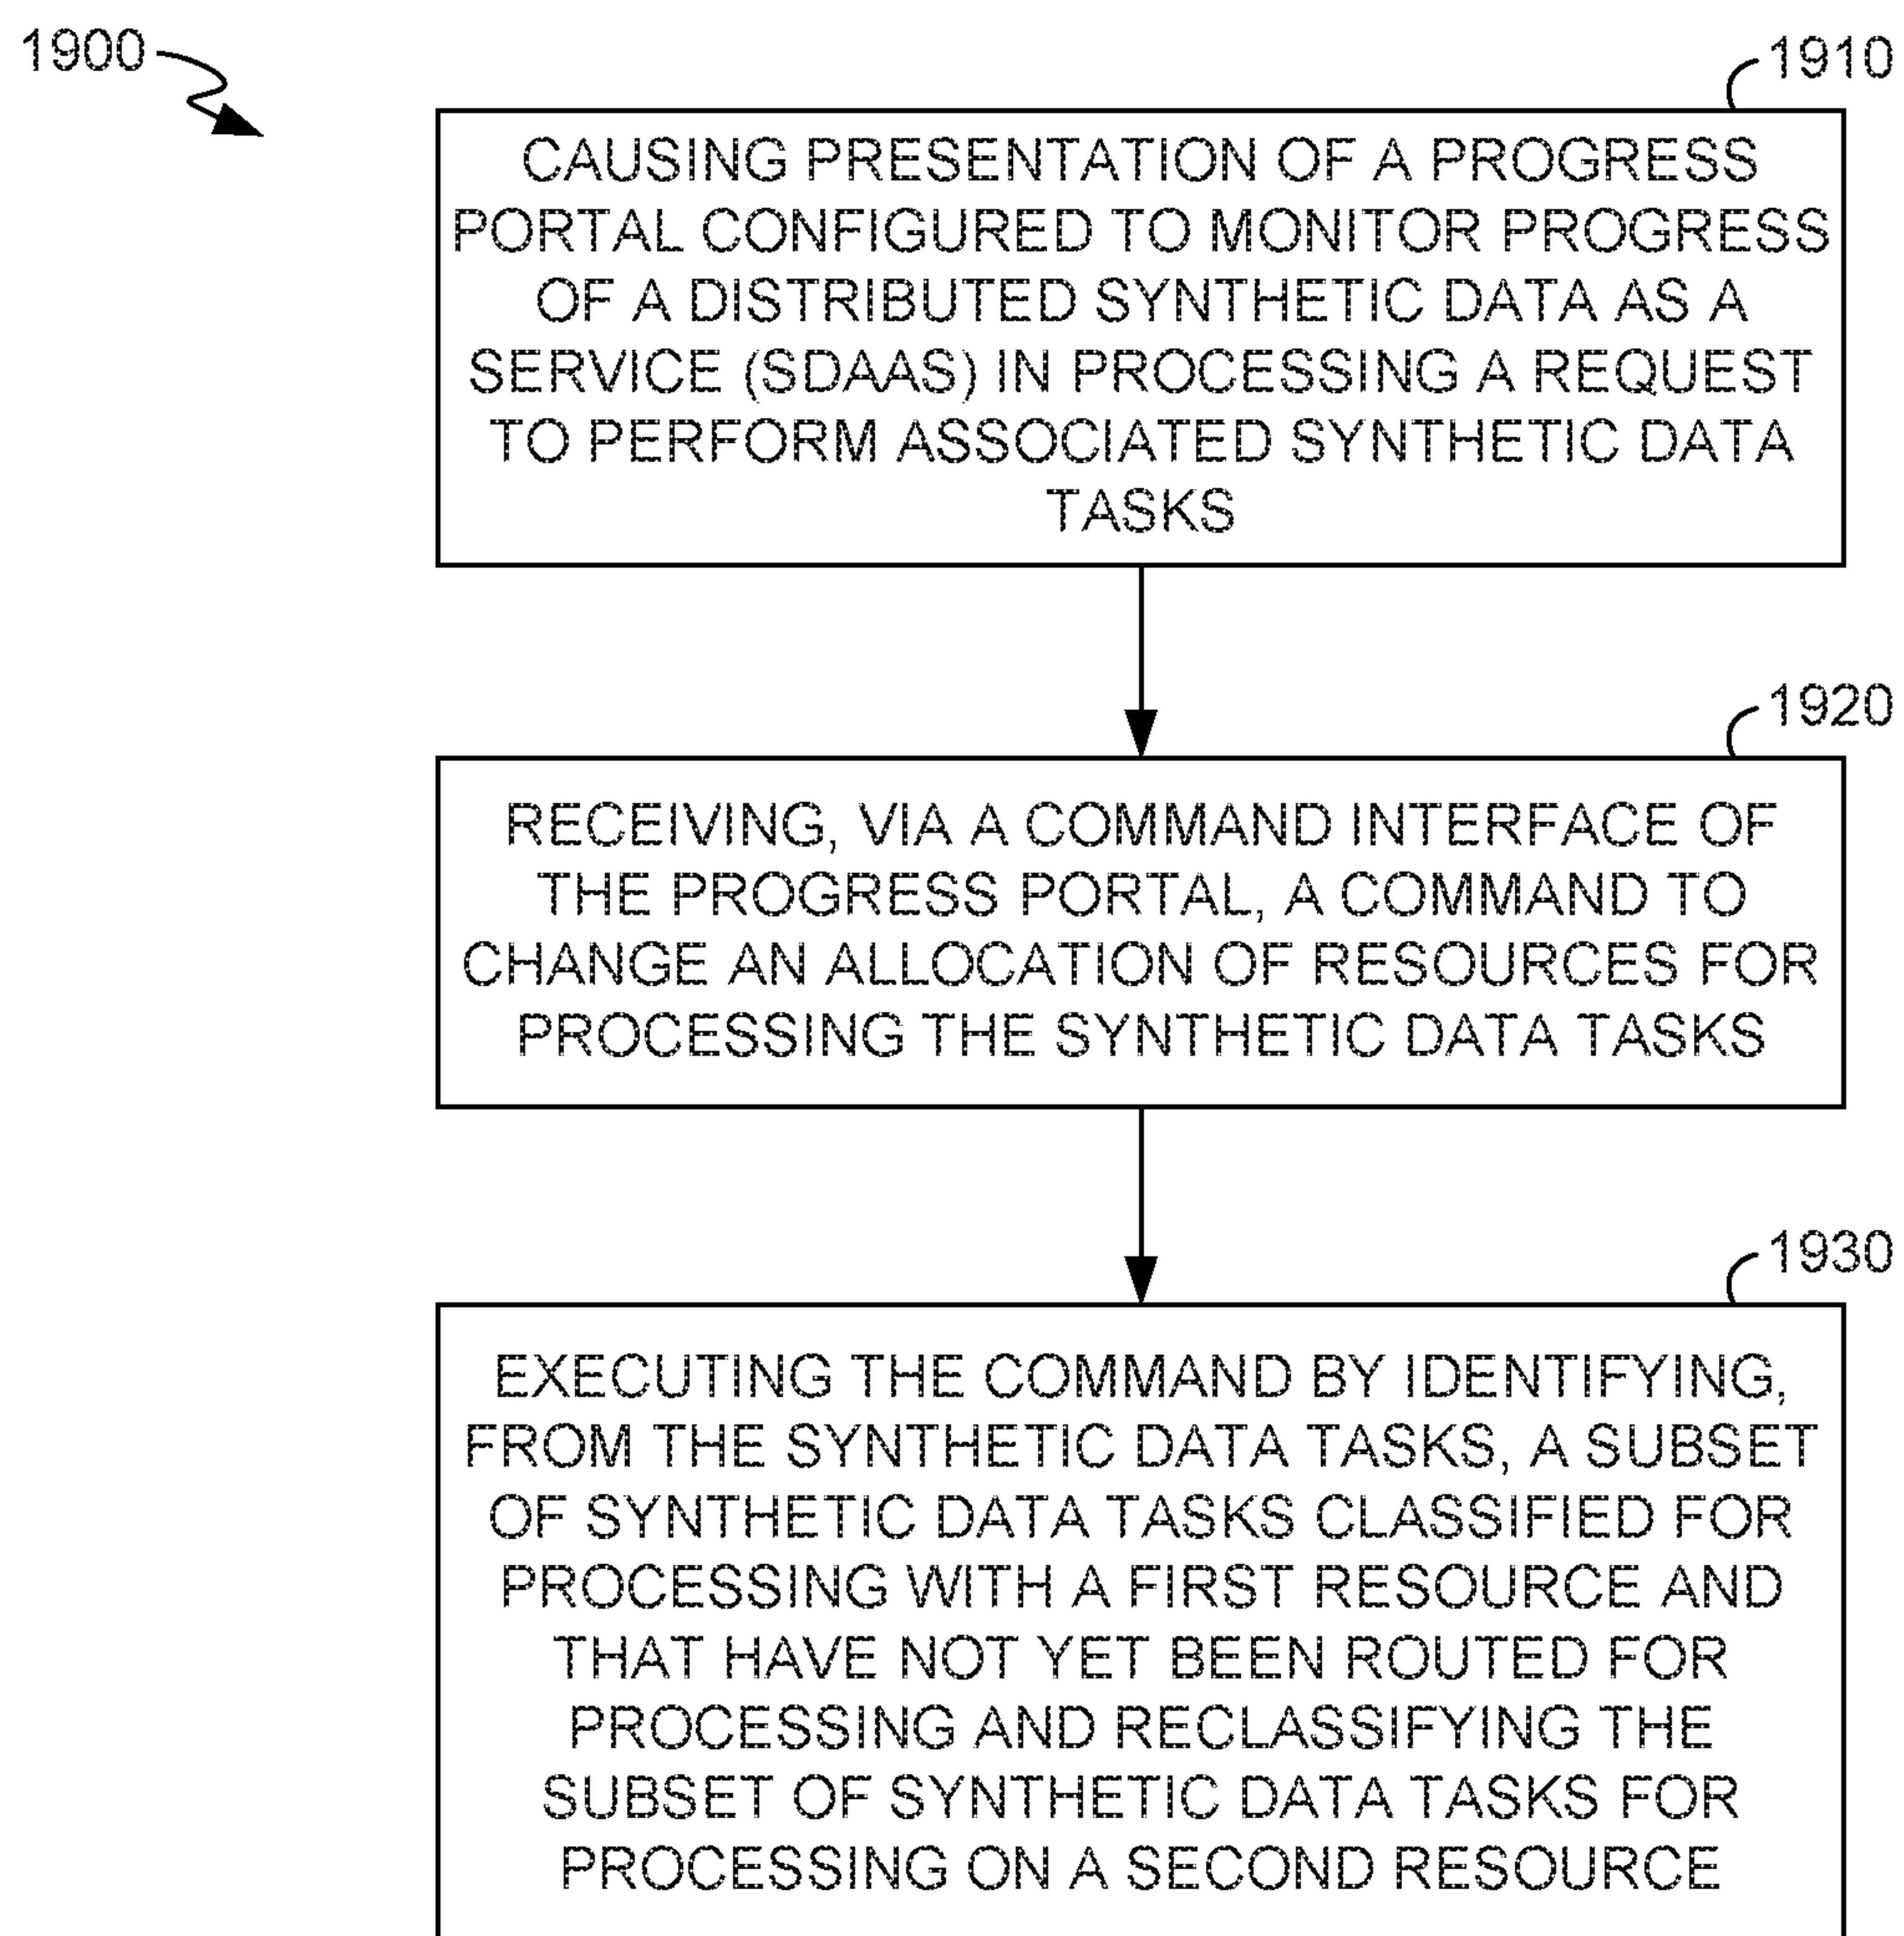 1900
1910
CAUSING PRESENTATION OF A PROGRESS
PORTAL CONFIGURED TO MONITOR PROGRESS
OF A DISTRIBUTED SYNTHETIC DATA AS A
SERVICE (SDAAS) IN PROCESSING A REQUEST
TO PERFORM ASSOCIATED SYNTHETIC DATA
TASKS
1920
RECEIVING, VIA A COMMAND INTERFACE OF
THE PROGRESS PORTAL, A COMMAND TO
CHANGE AN ALLOCATION OF RESOURCES FOR
PROCESSING THE SYNTHETIC DATA TASKS
1930
EXECUTING THE COMMAND BY IDENTIFYING,
FROM THE SYNTHETIC DATA TASKS, A SUBSET
OF SYNTHETIC DATA TASKS CLASSIFIED FOR
PROCESSING WITH A FIRST RESOURCE AND
THAT HAVE NOT YET BEEN ROUTED FOR
PROCESSING AND RECLASSIFYING THE
SUBSET OF SYNTHETIC DATA TASKS FOR
PROCESSING ON A SECOND RESOURCE